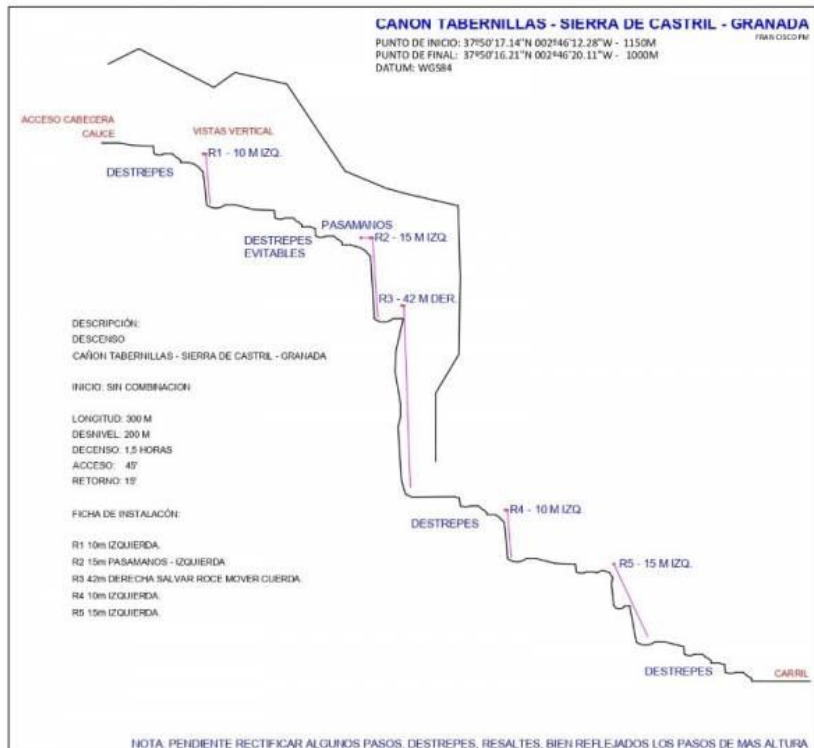 CAÑON TABERNILLAS - SIERRA DE CASTRIL - GRANADA
FRANCISCO PM
PUNTO DE INICIO: 37º50'17.14"N 002º46'12.28"W - 1150M
PUNTO DE FINAL: 37º50'16.21"N 002º46'20.11"W - 1000M
DATUM: WGS84
ACCESO CABECERA
CAUCE
VISTAS VERTICAL
R1 - 10 M IZQ.
DESTREPES
PASAMANOS
R2 - 15 M IZQ.
DESTREPES
EVITABLES
R3 - 42 M DER.
DESCRIPCIÓN:
DESCENSO
CAÑON TABERNILLAS - SIERRA DE CASTRIL - GRANADA
INICIO: SIN COMBINACION
LONGITUD: 300 M
DESNIVEL: 200 M
DECENSO: 1,5 HORAS
ACCESO: 45'
RETORNO: 15'
FICHA DE INSTALACÓN:
R1 10m IZQUIERDA.
R2 15m PASAMANOS - IZQUIERDA
R3 42m DERECHA SALVAR ROCE MOVER CUERDA.
R4 10m IZQUIERDA.
R5 15m IZQUIERDA.
R4 - 10 M IZQ.
DESTREPES
R5 - 15 M IZQ.
DESTREPES
CARRIL
NOTA: PENDIENTE RECTIFICAR ALGUNOS PASOS, DESTREPES, RESALTES, BIEN REFLEJADOS LOS PASOS DE MAS ALTURA